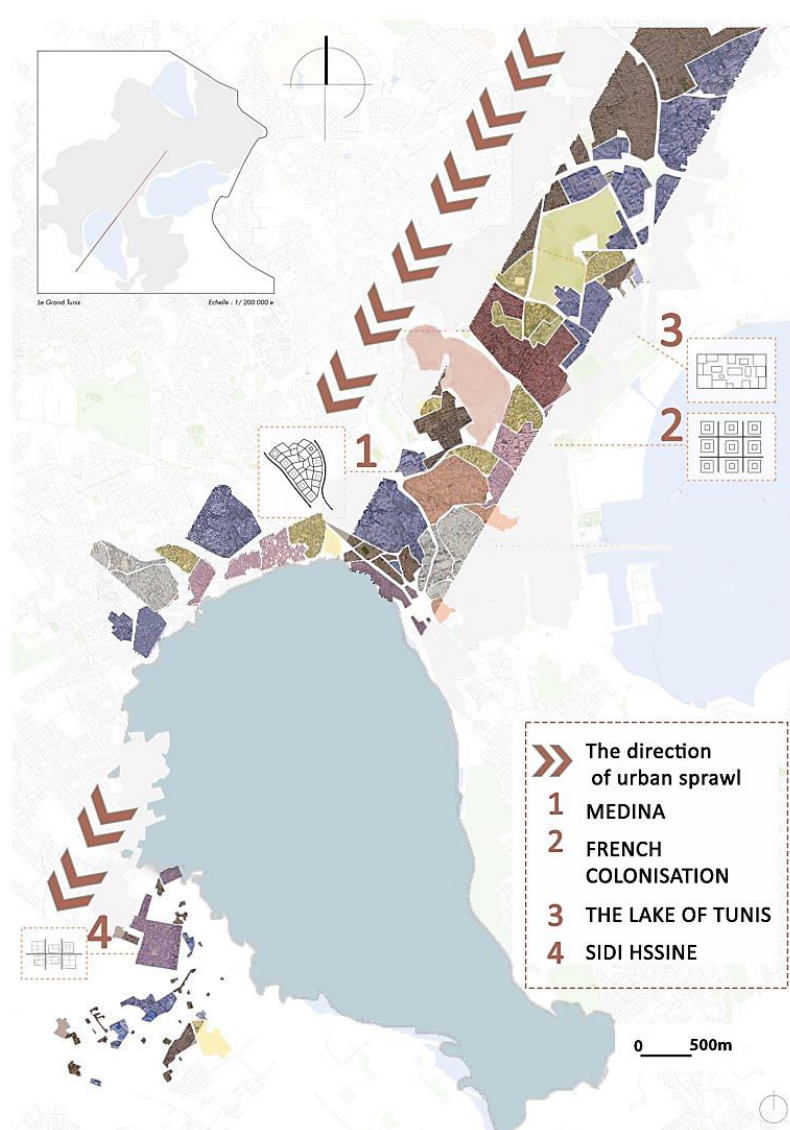 Le Grand Tunis
Echelle : 1/ 200 000 e
3
2
1
The direction
of urban sprawl
1 MEDINA
2 FRENCH
COLONISATION
3 THE LAKE OF TUNIS
4 SIDI HSSINE
4
0 500m